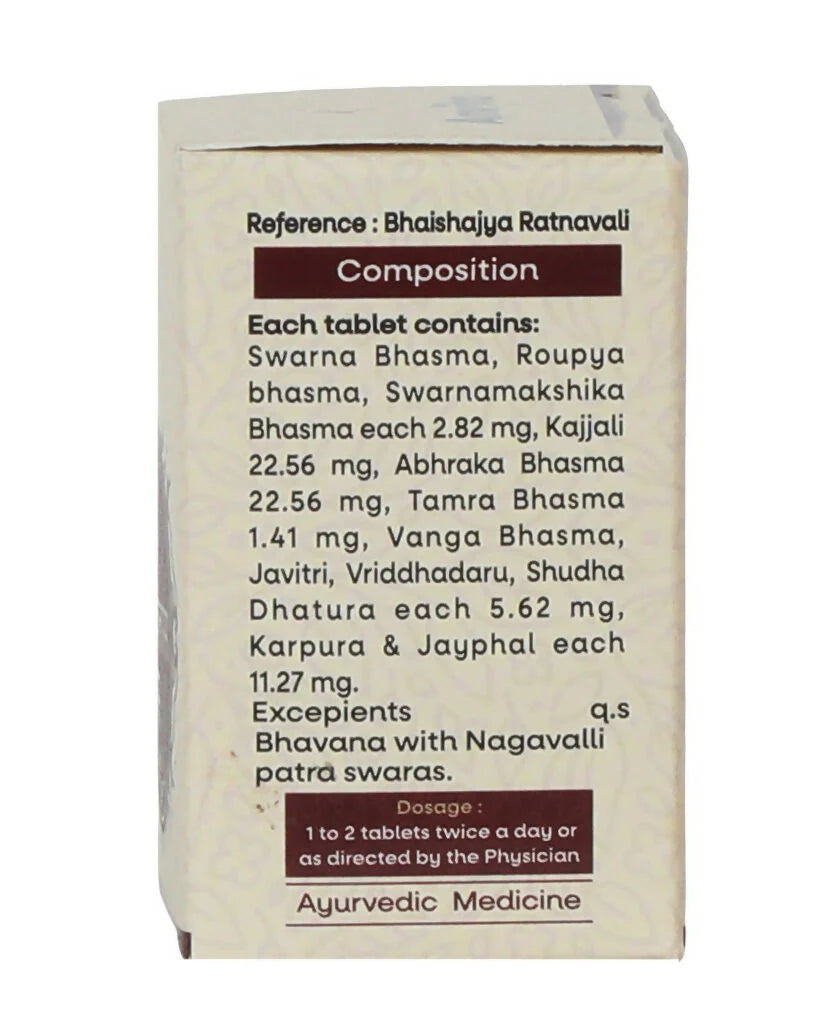 Reference : Bhaishajya Ratnavali
Composition
Each tablet contains:
Swarna Bhasma, Roupya
bhasma, Swarnamakshika
Bhasma each 2.82 mg, Kajjali
22.56 mg, Abhraka Bhasma
22.56 mg, Tamra Bhasma
1.41 mg, Vanga Bhasma,
Javitri, Vriddhadaru, Shudha
Dhatura each 5.62 mg,
Karpura & Jayphal each
11.27 mg.
Excepients q.s
Bhavana with Nagavalli
patra swaras.
Dosage :
1 to 2 tablets twice a day or
as directed by the Physician
Ayurvedic Medicine